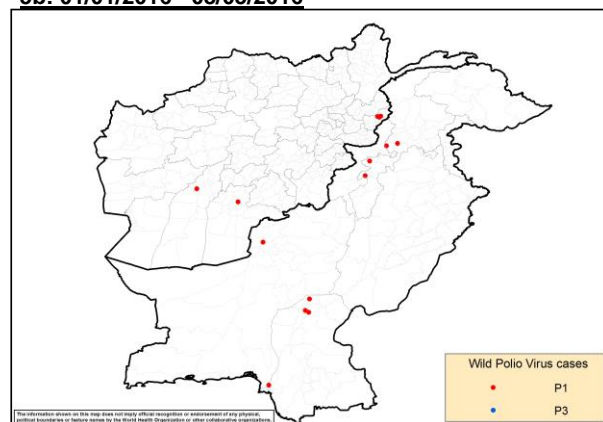 Wild Polio Virus cases
P1
P3
The information shown on this map does not imply official recognition or endorsement of any physical,
political boundaries or feature names by the World Health Organization or other collaborative organizations.